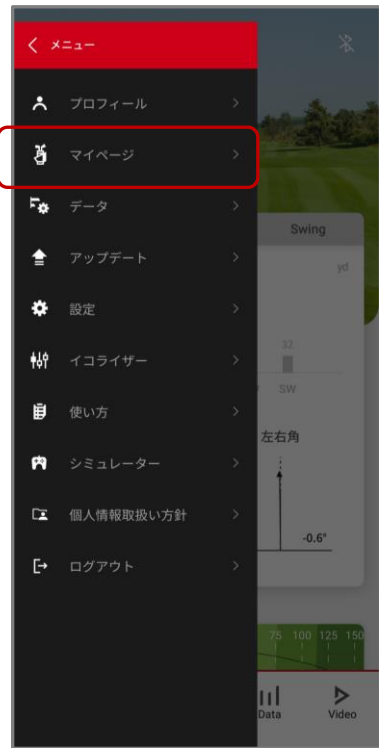 メニュー
プロフィール
マイページ
データ
アップデート
設定
イコライザー
使い方
シミュレーター
個人情報取扱い方針
ログアウト
Swing
yd
32
SW
左右角
-0.6°
75 100 125 150
Data
Video